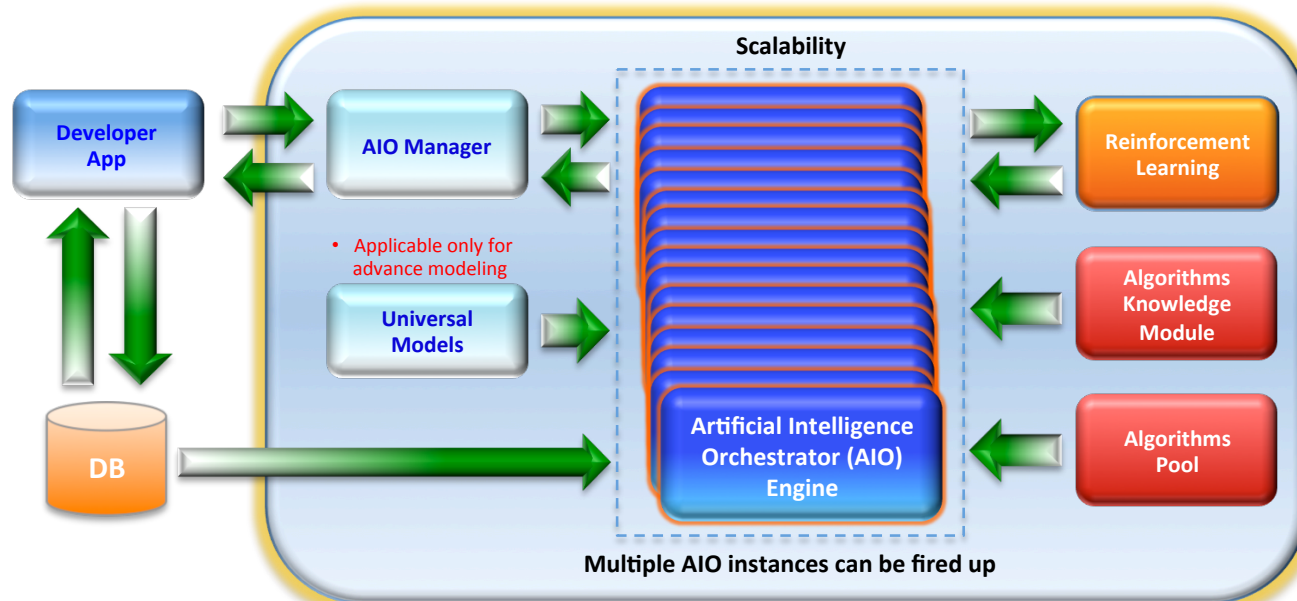 Scalability
Developer
App
AIO Manager
Reinforcement
Learning
• Applicable only for
advance modeling
Universal
Models
Algorithms
Knowledge
Module
DB
Artificial Intelligence
Orchestrator (AIO)
Engine
Algorithms
Pool
Multiple AIO instances can be fired up